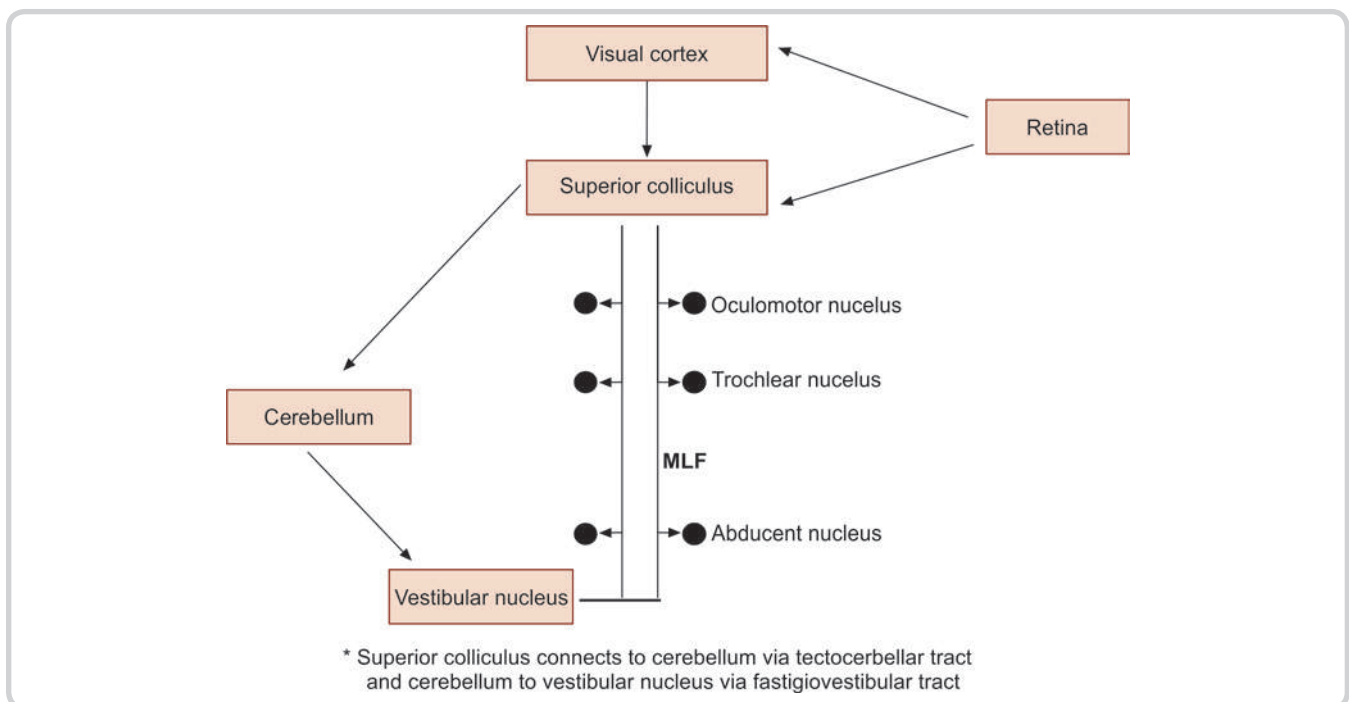 Visual cortex
Retina
Superior colliculus
Oculomotor nucelus
Trochlear nucelus
Cerebellum
MLF
Abducent nucleus
Vestibular nucleus
* Superior colliculus connects to cerebellum via tectocerbellar tract
and cerebellum to vestibular nucleus via fastigiovestibular tract